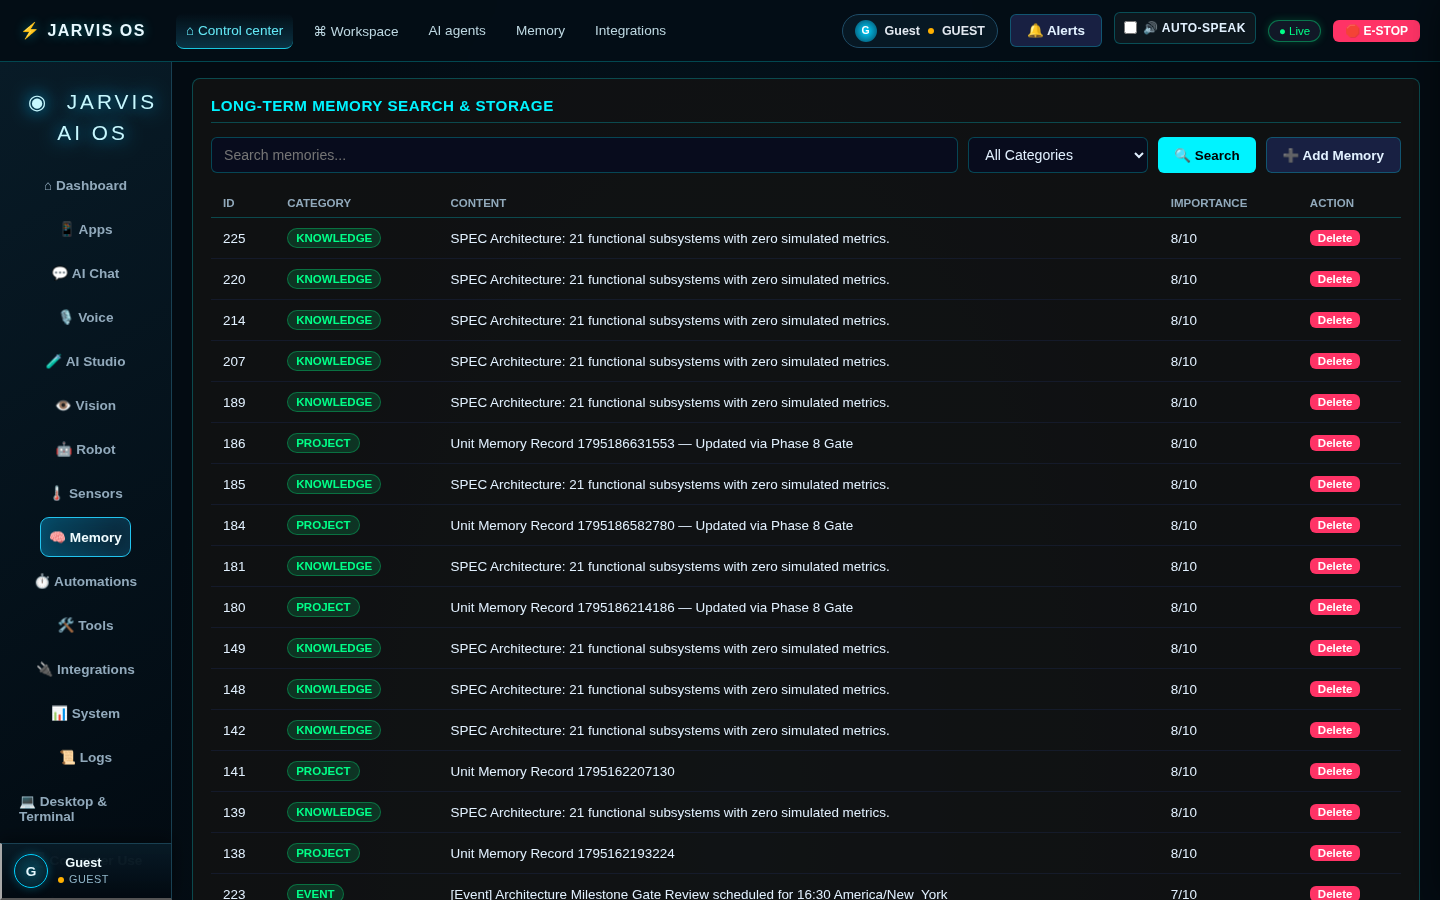 ⚡ JARVIS OS
⌂ Control center
⌘ Workspace
AI agents
Memory
Integrations
G Guest ● GUEST
🔔 Alerts
🔊 AUTO-SPEAK
● Live
🛑 E-STOP
◉ JARVIS
AI OS
⌂ Dashboard
📱 Apps
💬 AI Chat
🎙️ Voice
🧪 AI Studio
👁️ Vision
🤖 Robot
🌡️ Sensors
🧠 Memory
⏱️ Automations
🛠️ Tools
🔌 Integrations
📊 System
📜 Logs
💻 Desktop &
Terminal
G
Guest
● GUEST
LONG-TERM MEMORY SEARCH & STORAGE
Search memories...
All Categories
🔍 Search
➕ Add Memory
ID CATEGORY CONTENT IMPORTANCE ACTION
225 KNOWLEDGE SPEC Architecture: 21 functional subsystems with zero simulated metrics. 8/10 Delete
220 KNOWLEDGE SPEC Architecture: 21 functional subsystems with zero simulated metrics. 8/10 Delete
214 KNOWLEDGE SPEC Architecture: 21 functional subsystems with zero simulated metrics. 8/10 Delete
207 KNOWLEDGE SPEC Architecture: 21 functional subsystems with zero simulated metrics. 8/10 Delete
189 KNOWLEDGE SPEC Architecture: 21 functional subsystems with zero simulated metrics. 8/10 Delete
186 PROJECT Unit Memory Record 1795186631553 — Updated via Phase 8 Gate 8/10 Delete
185 KNOWLEDGE SPEC Architecture: 21 functional subsystems with zero simulated metrics. 8/10 Delete
184 PROJECT Unit Memory Record 1795186582780 — Updated via Phase 8 Gate 8/10 Delete
181 KNOWLEDGE SPEC Architecture: 21 functional subsystems with zero simulated metrics. 8/10 Delete
180 PROJECT Unit Memory Record 1795186214186 — Updated via Phase 8 Gate 8/10 Delete
149 KNOWLEDGE SPEC Architecture: 21 functional subsystems with zero simulated metrics. 8/10 Delete
148 KNOWLEDGE SPEC Architecture: 21 functional subsystems with zero simulated metrics. 8/10 Delete
142 KNOWLEDGE SPEC Architecture: 21 functional subsystems with zero simulated metrics. 8/10 Delete
141 PROJECT Unit Memory Record 1795162207130 8/10 Delete
139 KNOWLEDGE SPEC Architecture: 21 functional subsystems with zero simulated metrics. 8/10 Delete
138 PROJECT Unit Memory Record 1795162193224 8/10 Delete
223 EVENT [Event] Architecture Milestone Gate Review scheduled for 16:30 America/New_York 7/10 Delete